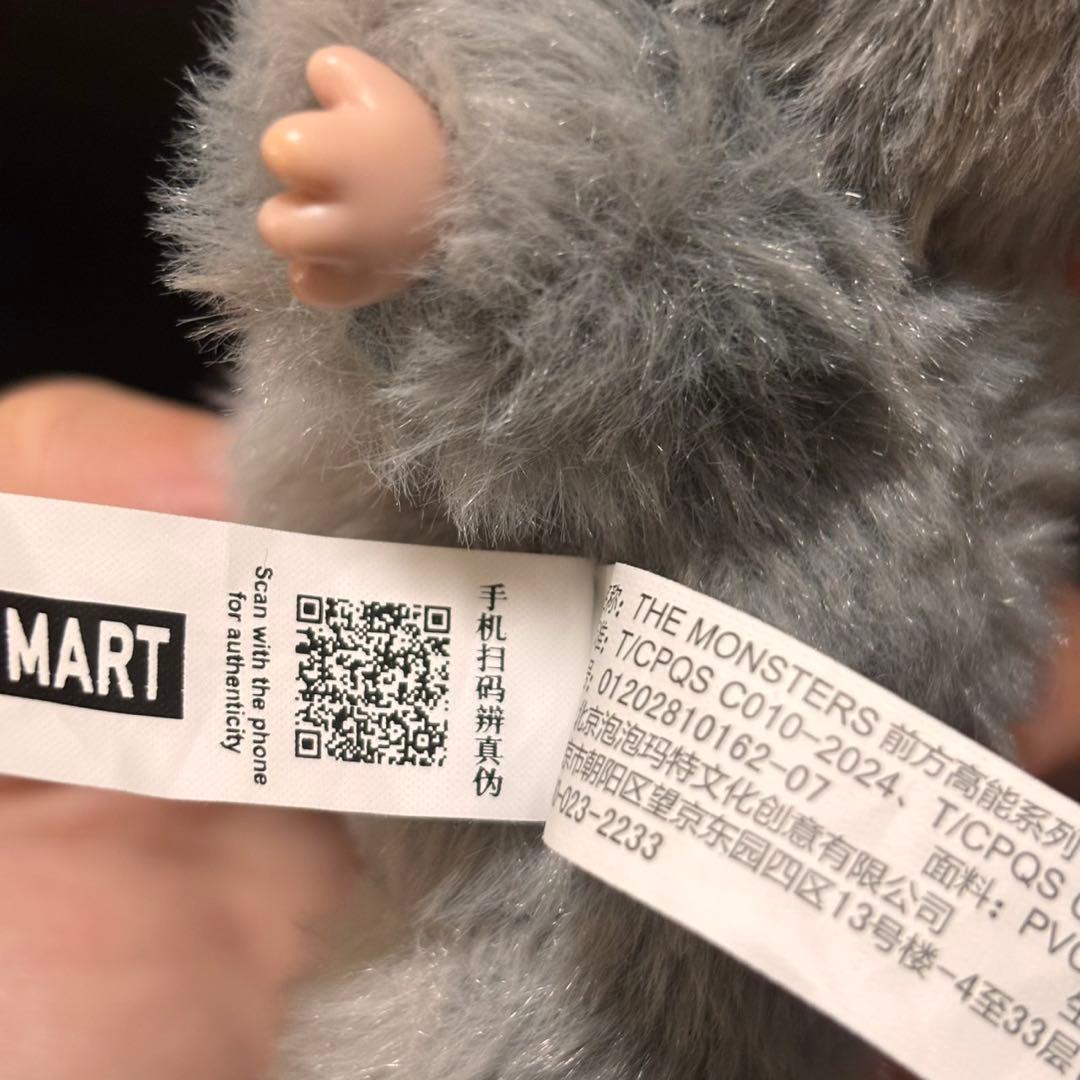 MART
Scan with the phone
for authenticity
手机扫码辨真伪
称: THE MONSTERS 前方高能系列
T/CPQS C010-2024、 T/CPQS
01202810162-07 面料: PVC
北京泡泡玛特文化创意有限公司
京市朝阳区望京东园四区13号楼-4至33层
-023-2233